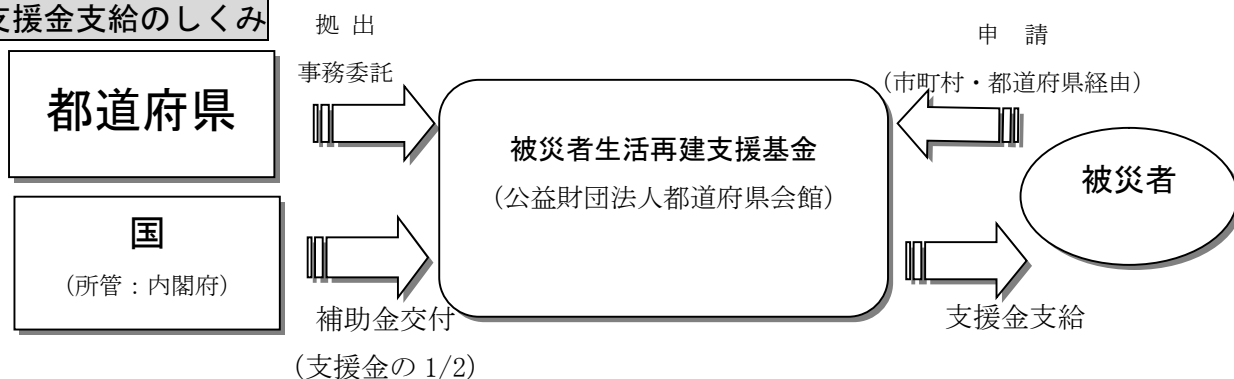 支援金支給のしくみ
拠 出
事務委託
申 請
(市町村・都道府県経由)
都道府県
被災者生活再建支援基金
(公益財団法人都道府県会館)
被災者
国
(所管：内閣府)
補助金交付
(支援金の 1/2)
支援金支給